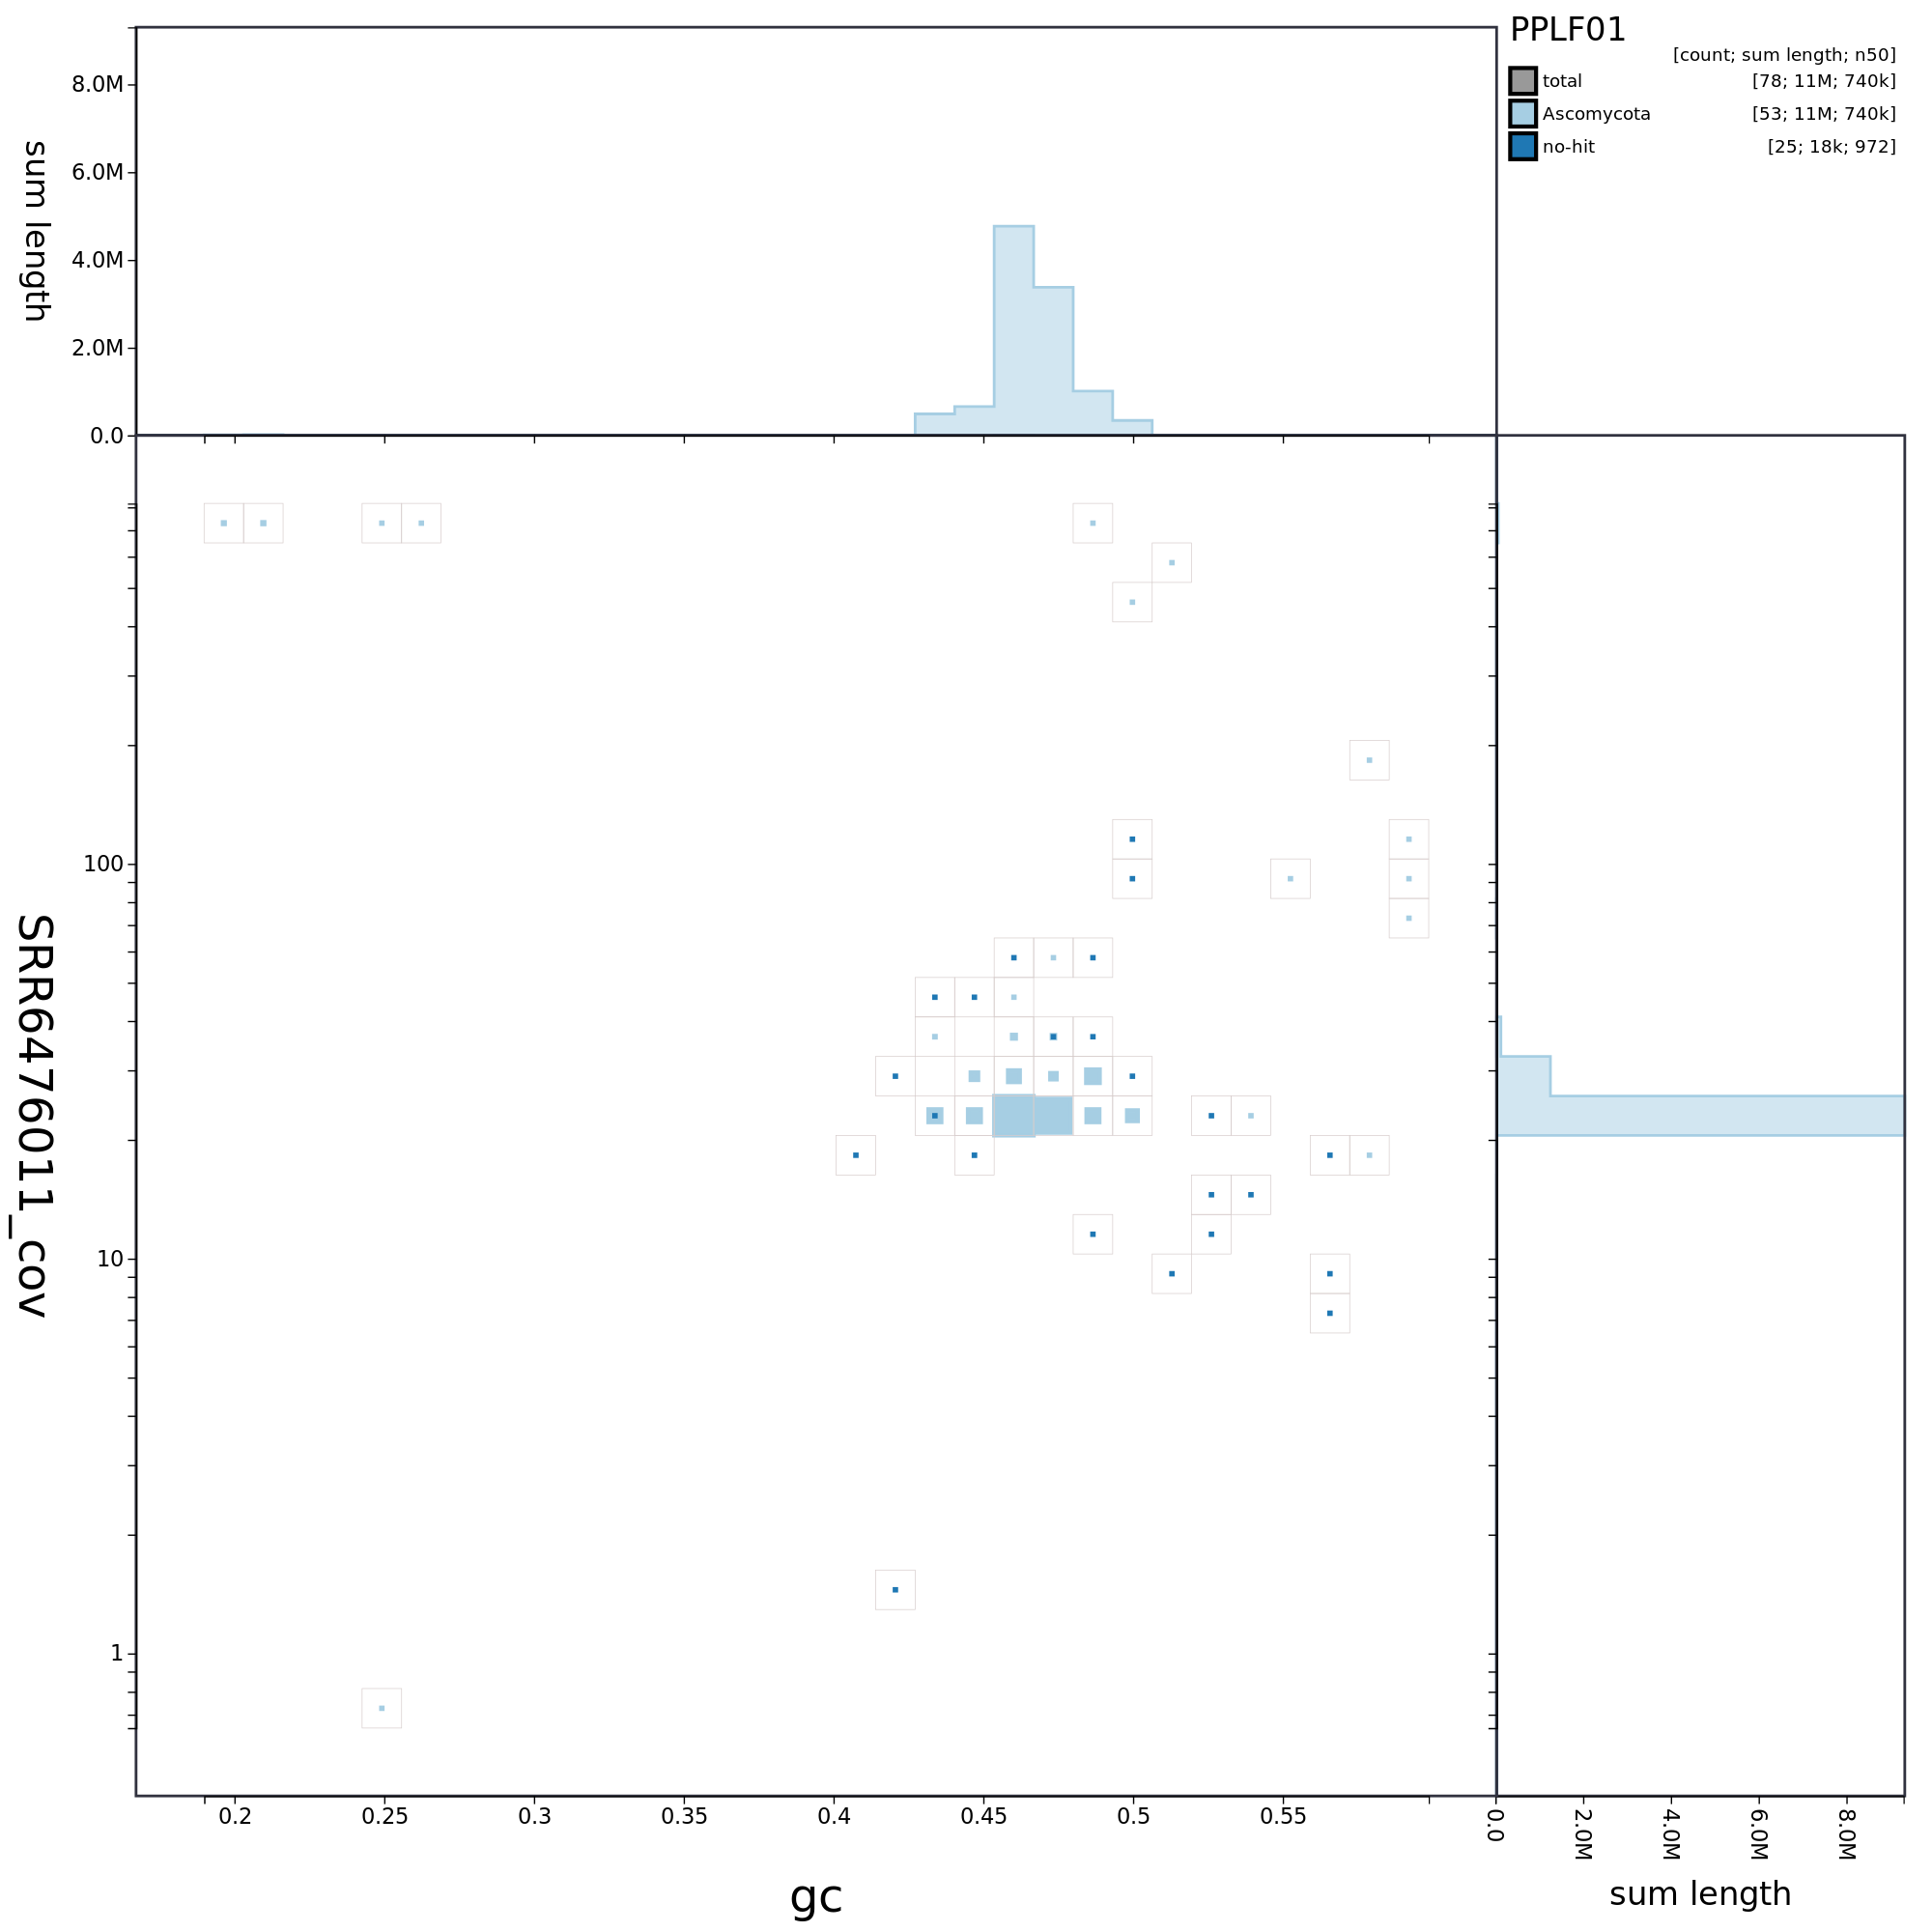 PPLF01
[count; sum length; n50]
total [78; 11M; 740k]
Ascomycota [53; 11M; 740k]
no-hit [25; 18k; 972]
sum length
8.0M
6.0M
4.0M
2.0M
0.0
SRR6476011_cov
100
10
1
0.2 0.25 0.3 0.35 0.4 0.45 0.5 0.55
gc
0.0 2.0M 4.0M 6.0M 8.0M
sum length